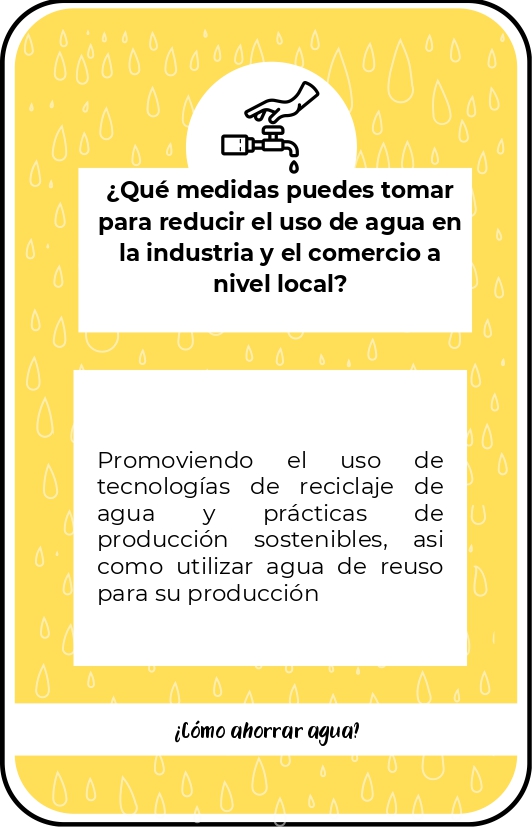 ¿Qué medidas puedes tomar
para reducir el uso de agua en
la industria y el comercio a
nivel local?
Promoviendo el uso de
tecnologías de reciclaje de
agua y prácticas de
producción sostenibles, asi
como utilizar agua de reuso
para su producción
¿Cómo ahorrar agua?